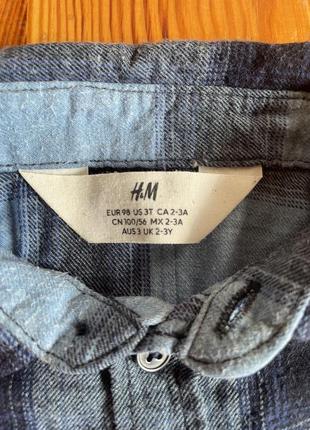 H&M
EUR 98 US 3T CA 2-3A
CN 100/56 MX 2-3A
AUS 3 UK 2-3Y